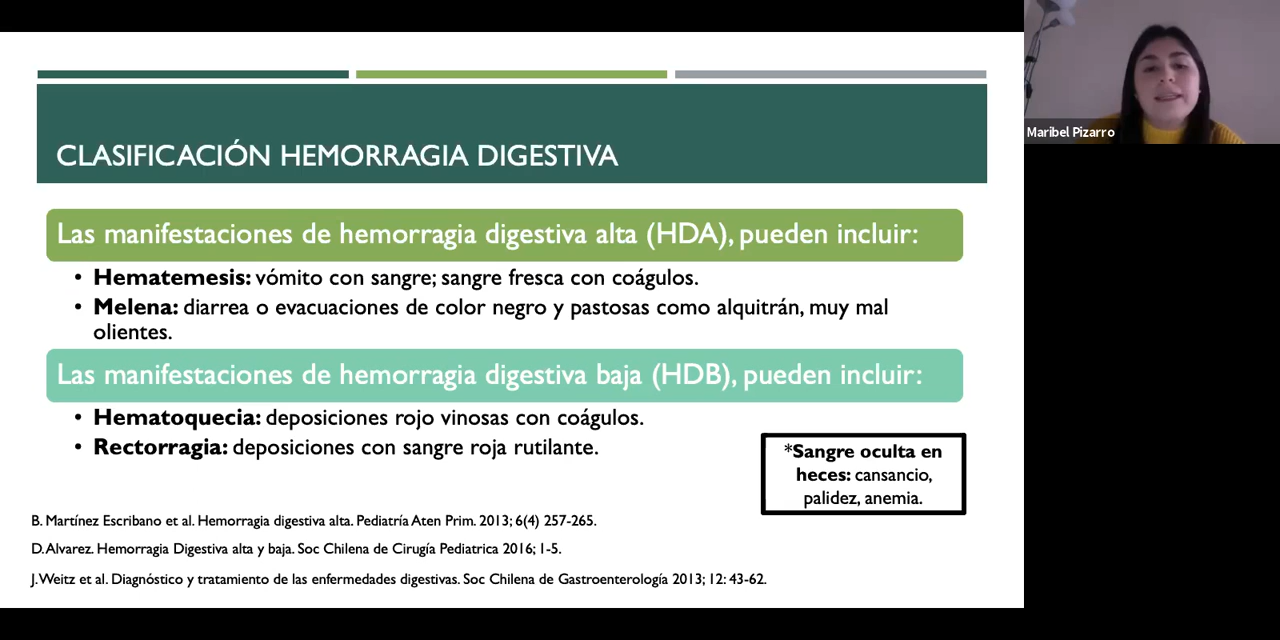 CLASIFICACIÓN HEMORRAGIA DIGESTIVA
Las manifestaciones de hemorragia digestiva alta (HDA), pueden incluir:
• Hematemesis: vómito con sangre; sangre fresca con coágulos.
• Melena: diarrea o evacuaciones de color negro y pastosas como alquitrán, muy mal
olientes.
Las manifestaciones de hemorragia digestiva baja (HDB), pueden incluir:
• Hematoquecia: deposiciones rojo vinosas con coágulos.
• Rectorragia: deposiciones con sangre roja rutilante.
*Sangre oculta en
heces: cansancio,
palidez, anemia.
B. Martínez Escribano et al. Hemorragia digestiva alta. Pediatría Aten Prim. 2013; 6(4) 257-265.
D. Alvarez. Hemorragia Digestiva alta y baja. Soc Chilena de Cirugía Pediatrica 2016; 1-5.
J. Weitz et al. Diagnóstico y tratamiento de las enfermedades digestivas. Soc Chilena de Gastroenterología 2013; 12: 43-62.
Maribel Pizarro